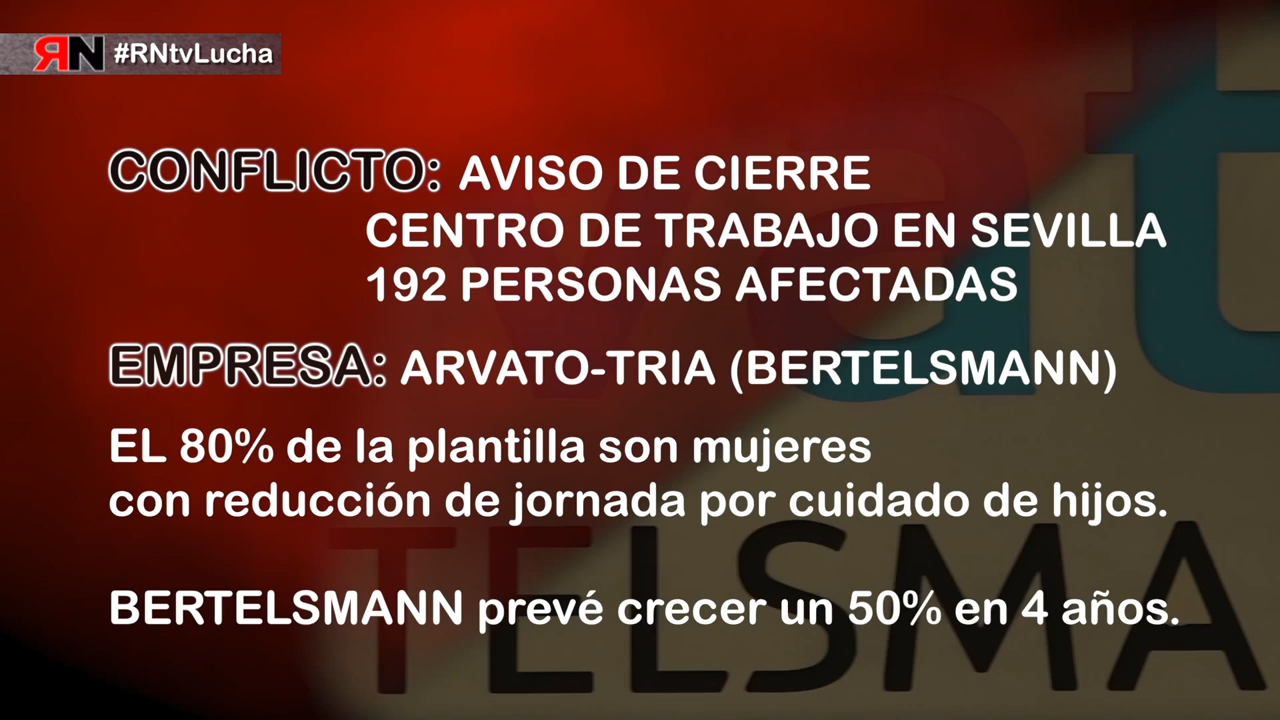 RN #RNtvLucha
CONFLICTO: AVISO DE CIERRE
CENTRO DE TRABAJO EN SEVILLA
192 PERSONAS AFECTADAS
EMPRESA: ARVATO-TRIA (BERTELSMANN)
EL 80% de la plantilla son mujeres
con reducción de jornada por cuidado de hijos.
BERTELSMANN prevé crecer un 50% en 4 años.
vat
TELSMA